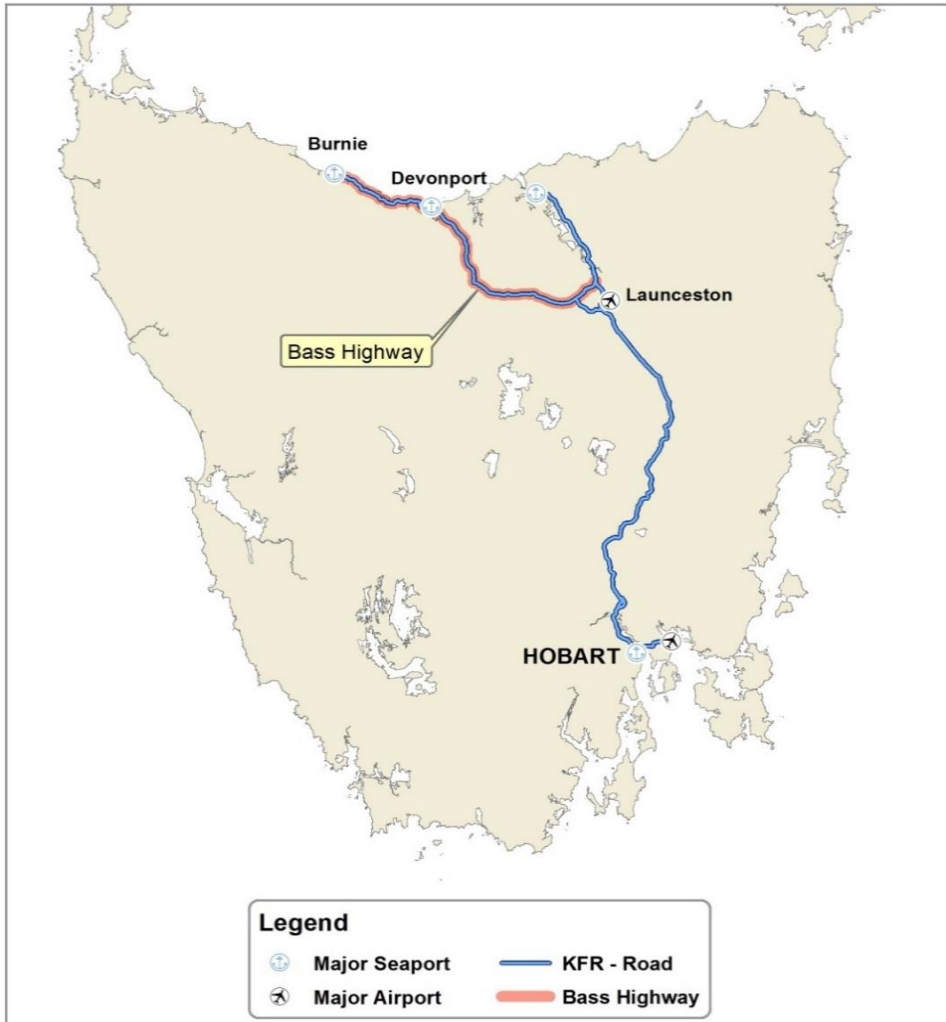 Burnie
Devonport
Launceston
Bass Highway
HOBART
Legend
Major Seaport
KFR - Road
Major Airport
Bass Highway